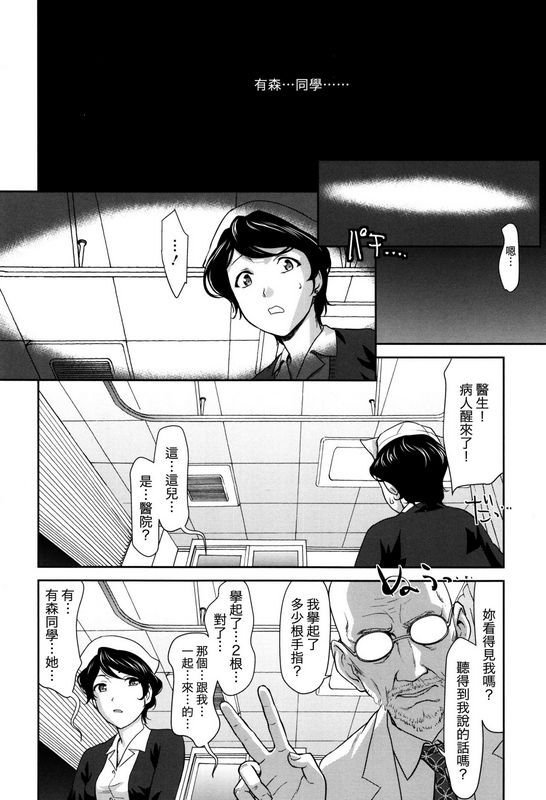 有森…同學……
嗯…
パチ….
…,
醫生!
病人醒來了!
だっ
這…這兒
是…醫院?
妳看得見我嗎?
聽得到我說的話嗎?
ぬうっ…
我舉起了
多少根手指?
舉起了…2根…
對了…
那個…跟我…
一起…來…的…
有…
有森同學…她…